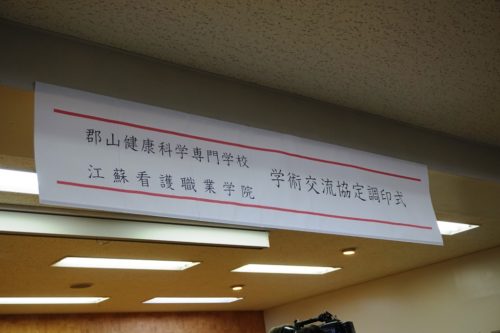 郡山健康科学専門学校
江蘇看護職業学院
学術交流協定調印式